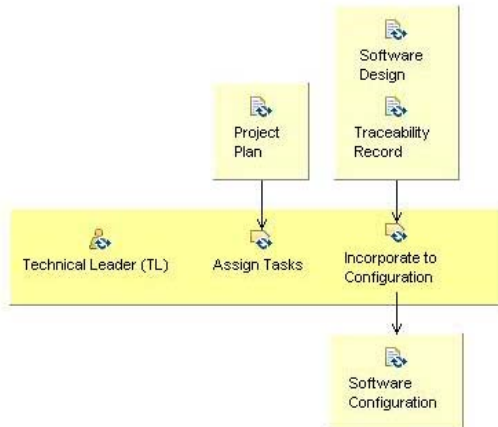 Software
Design
Project
Plan
Traceability
Record
Technical Leader (TL)
Assign Tasks
Incorporate to
Configuration
Software
Configuration